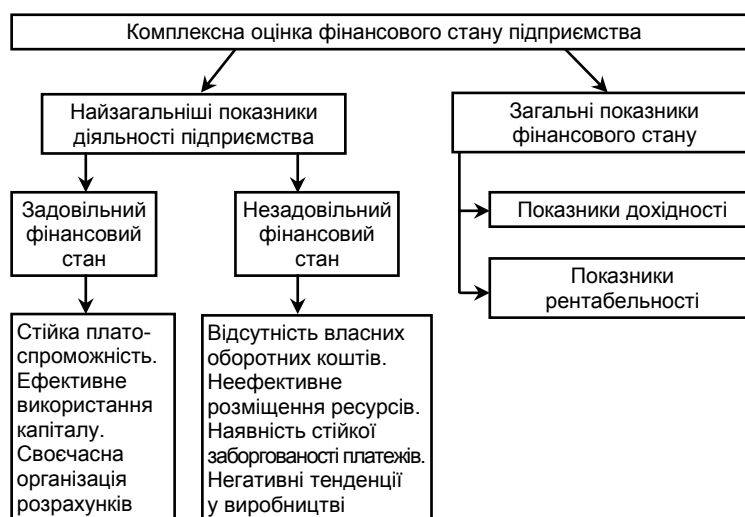 Комплексна оцінка фінансового стану підприємства
Найзагальніші показники
діяльності підприємства
Загальні показники
фінансового стану
Задовільний
фінансовий
стан
Незадовільний
фінансовий
стан
Показники дохідності
Показники
рентабельності
Стійка плато-
спроможність.
Ефективне
використання
капіталу.
Своєчасна
організація
розрахунків
Відсутність власних
оборотних коштів.
Неефективне
розміщення ресурсів.
Наявність стійкої
заборгованості платежів.
Негативні тенденції
у виробництві